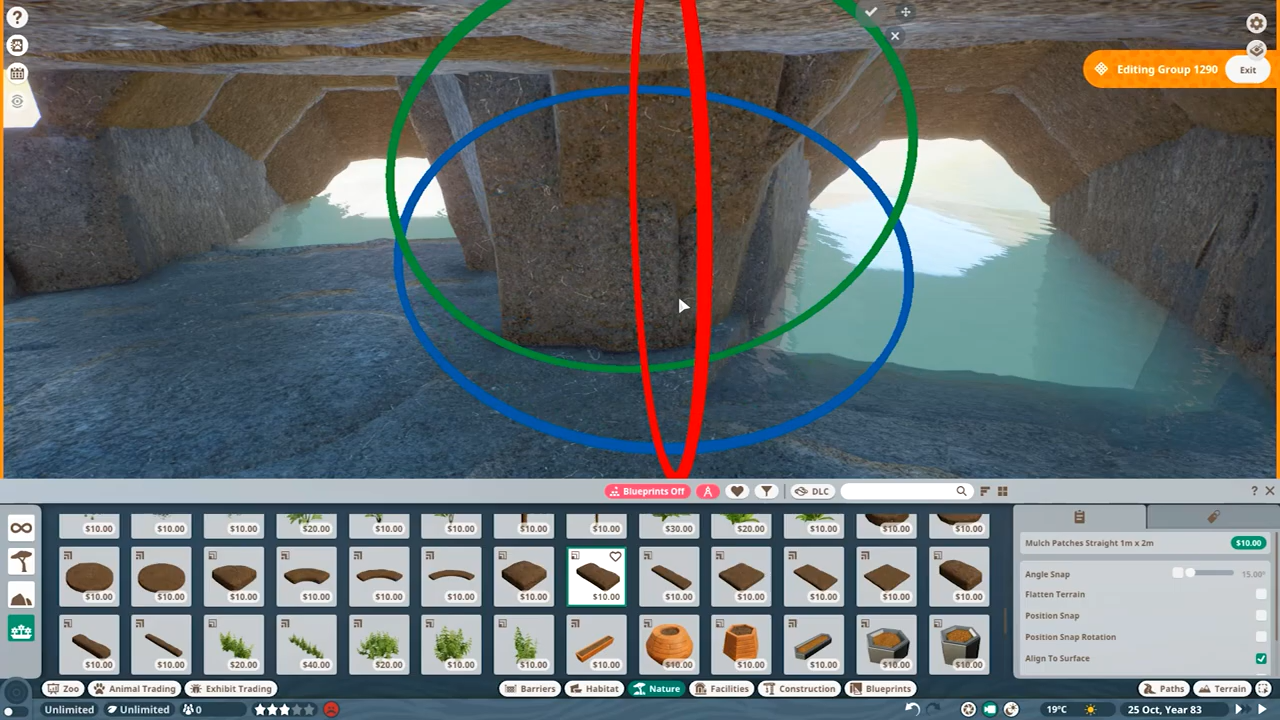 ?
Editing Group 1290 Exit
Blueprints Off DLC ? ×
$10.00 $10.00 $10.00 $20.00 $10.00 $10.00 $10.00 $10.00 $30.00 $20.00 $10.00 $10.00 $10.00
$10.00 $10.00 $10.00 $10.00 $10.00 $10.00 $10.00 $10.00 $10.00 $10.00 $10.00 $10.00 $10.00
$10.00 $10.00 $20.00 $40.00 $20.00 $10.00 $10.00 $10.00 $10.00 $10.00 $10.00 $10.00 $10.00
Mulch Patches Straight 1m x 2m $10.00
Angle Snap 15.00°
Flatten Terrain
Position Snap
Position Snap Rotation
Align To Surface
Zoo Animal Trading Exhibit Trading Barriers Habitat Nature Facilities Construction Blueprints Paths Terrain
Unlimited Unlimited 0 19°C 25 Oct, Year 83